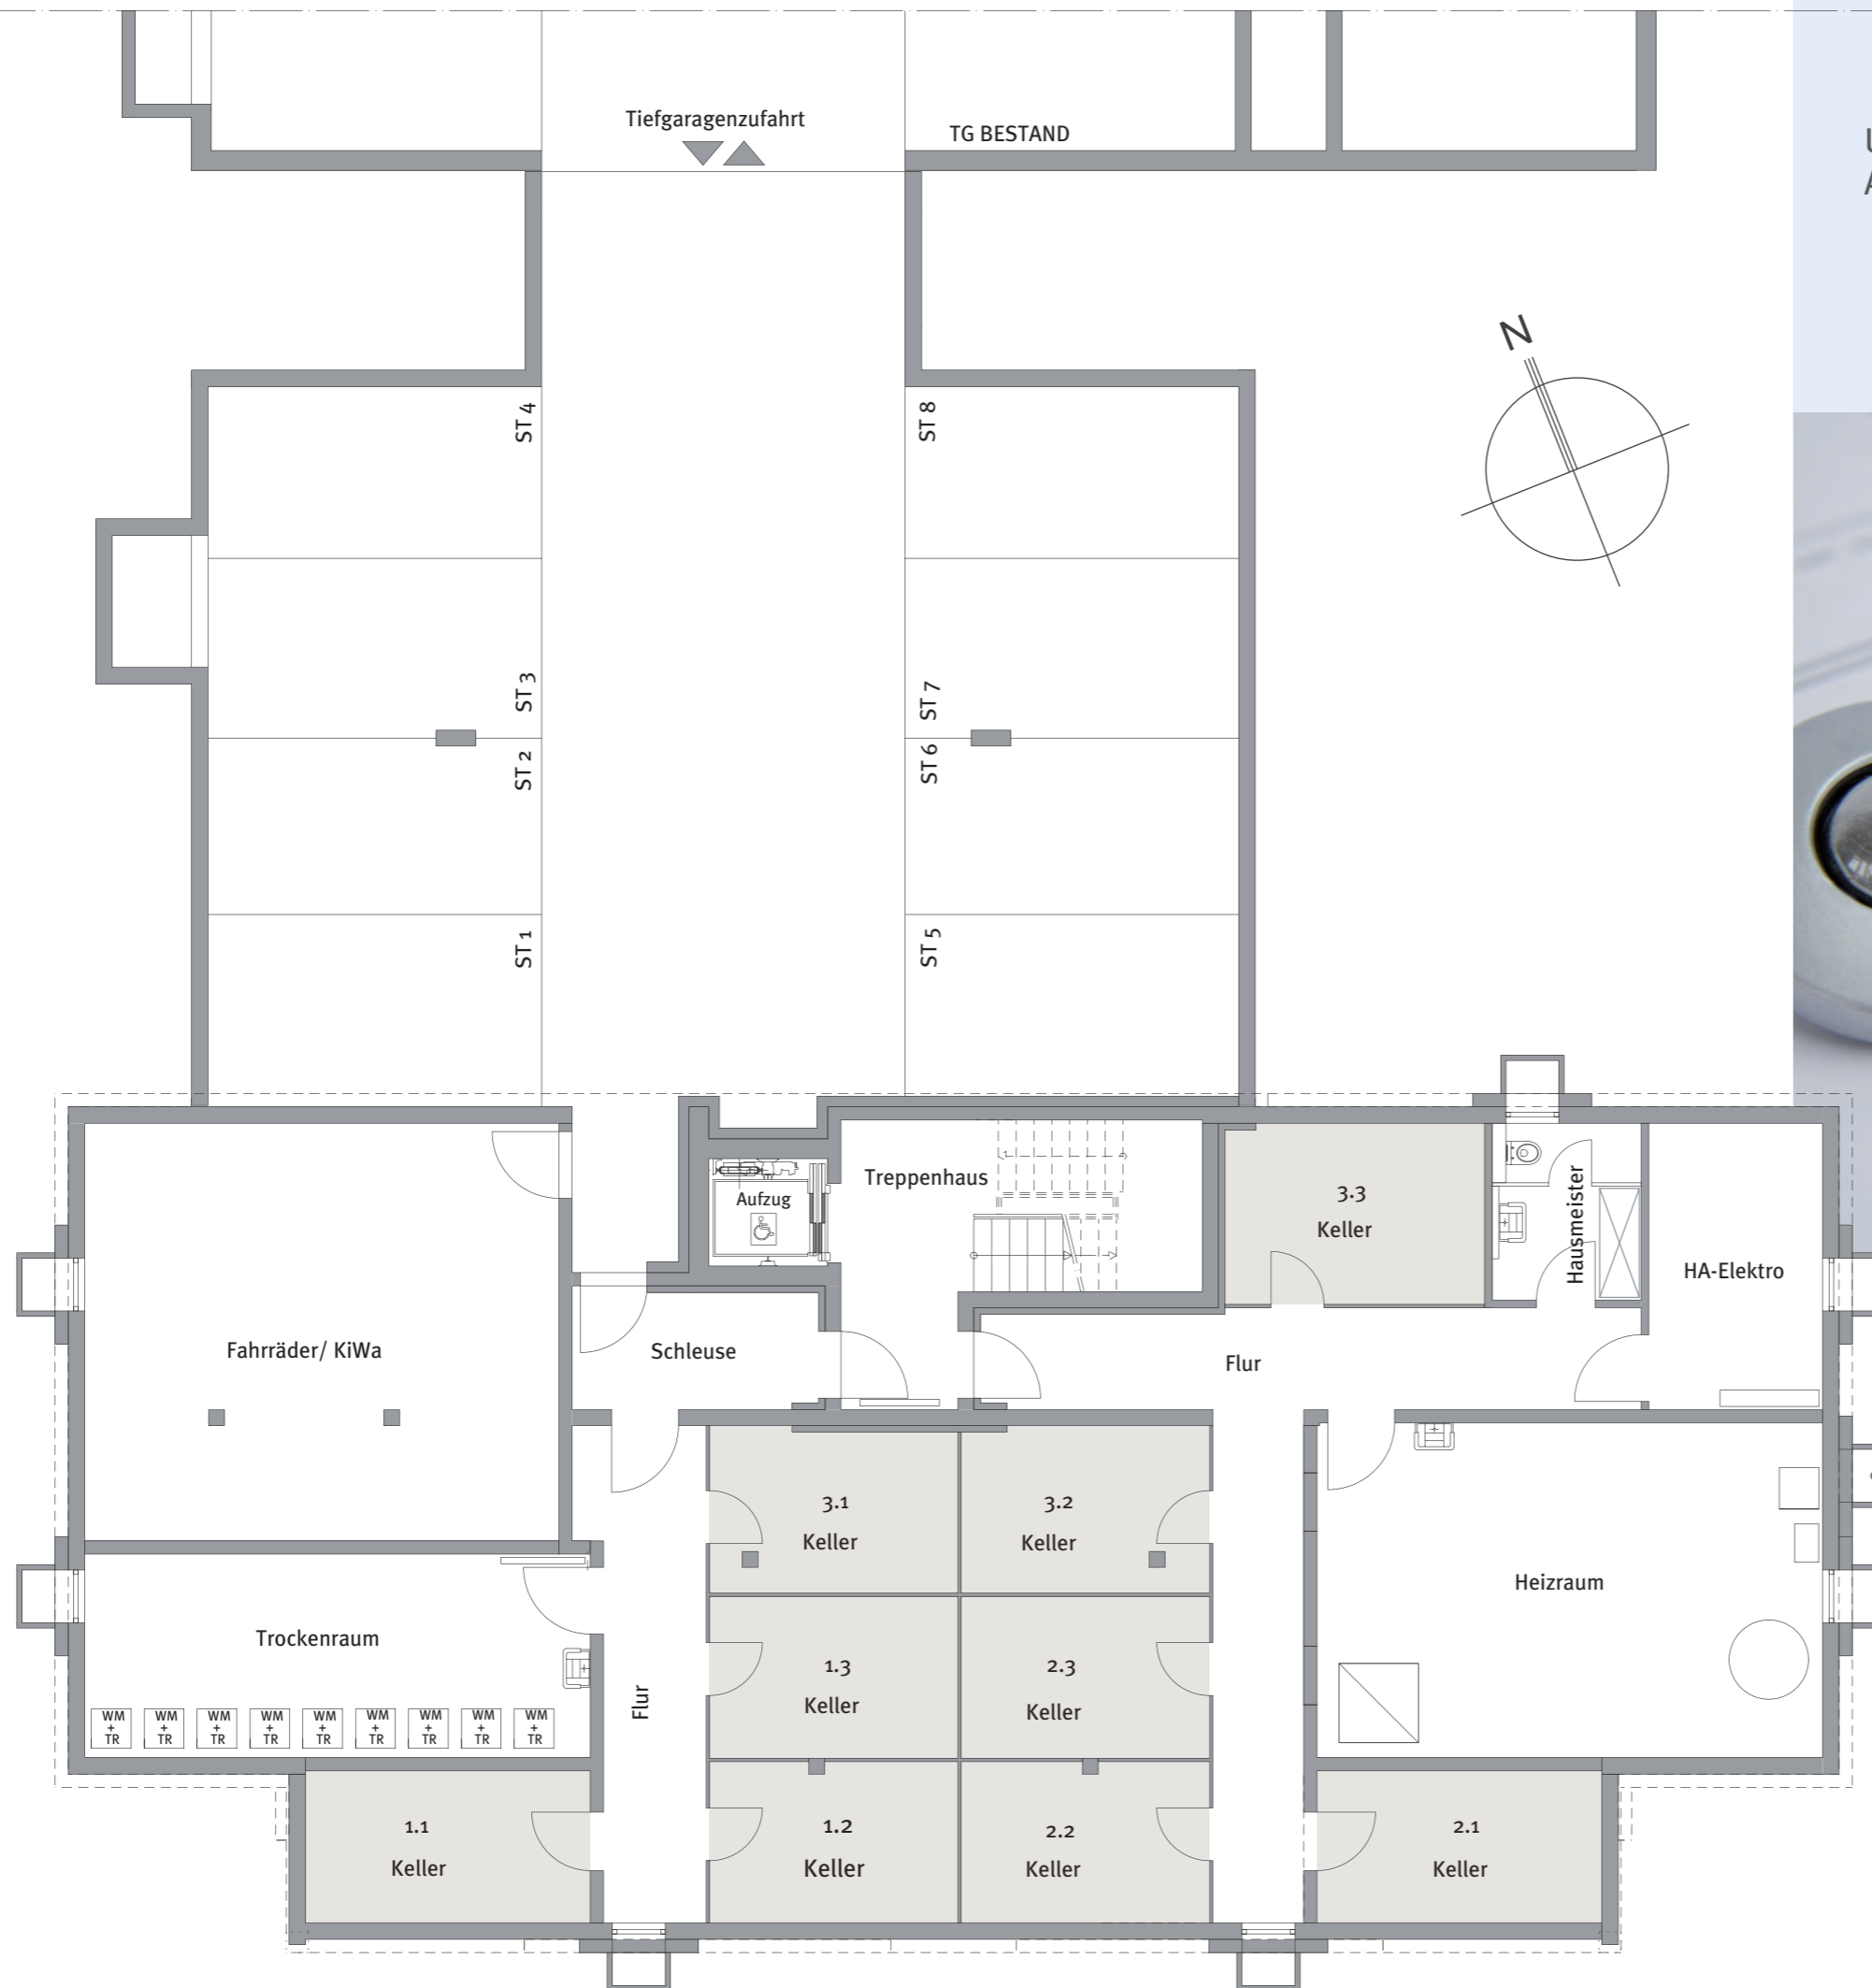 Tiefgaragenzufahrt
TG BESTAND
U
A
N
ST 4
ST 8
ST 3
ST 7
ST 2
ST 6
ST 1
ST 5
Aufzug
Treppenhaus
3.3
Keller
Hausmeister
HA-Elektro
Fahrräder/ KiWa
Schleuse
Flur
3.1
Keller
3.2
Keller
Heizraum
Trockenraum
1.3
Keller
2.3
Keller
Flur
WM
+
TR
WM
+
TR
WM
+
TR
WM
+
TR
WM
+
TR
WM
+
TR
WM
+
TR
WM
+
TR
WM
+
TR
1.1
Keller
1.2
Keller
2.2
Keller
2.1
Keller